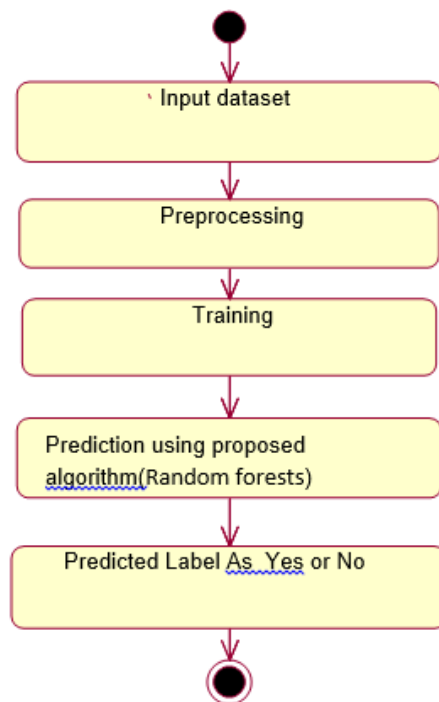 Input dataset
Preprocessing
Training
Prediction using proposed
algorithm(Random forests)
Predicted Label As  Yes or No